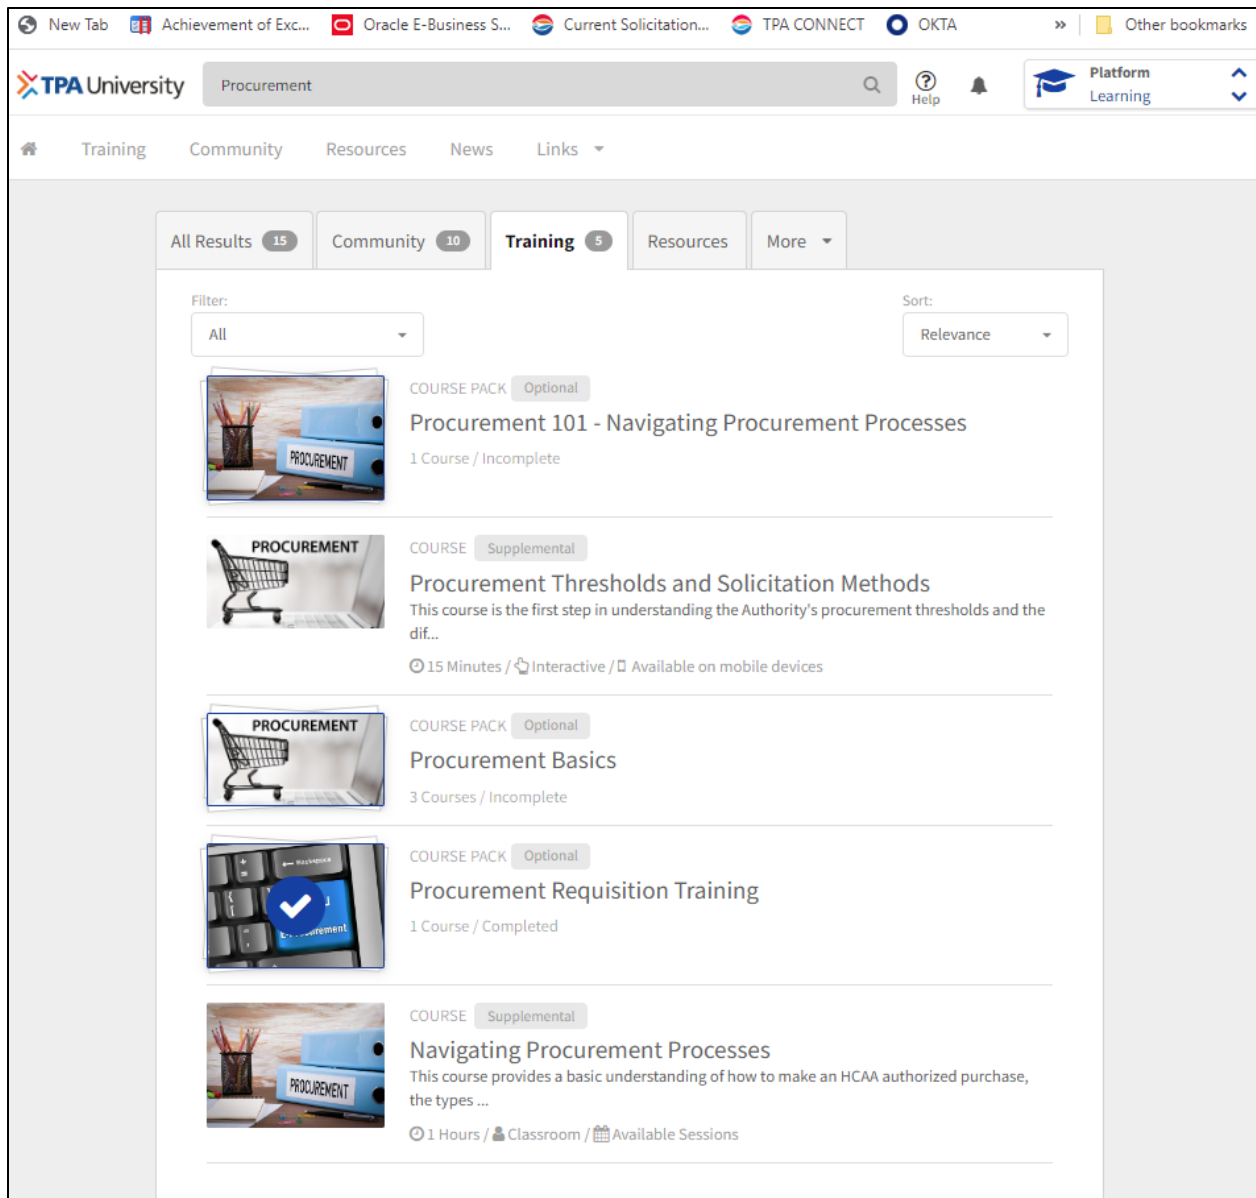 New Tab Achievement of Exc... Oracle E-Business S... Current Solicitation... TPA CONNECT OKTA » Other bookmarks
TPA University Procurement Help Platform
Learning
Training Community Resources News Links
All Results 15 Community 10 Training 5 Resources More
Filter: Sort:
All Relevance
PROCUREMENT
COURSE PACK Optional
Procurement 101 - Navigating Procurement Processes
1 Course / Incomplete
PROCUREMENT
COURSE Supplemental
Procurement Thresholds and Solicitation Methods
This course is the first step in understanding the Authority's procurement thresholds and the
dif...
15 Minutes / Interactive / Available on mobile devices
PROCUREMENT
COURSE PACK Optional
Procurement Basics
3 Courses / Incomplete
← Backspace
COURSE PACK Optional
Procurement Requisition Training
1 Course / Completed
PROCUREMENT
COURSE Supplemental
Navigating Procurement Processes
This course provides a basic understanding of how to make an HCAA authorized purchase,
the types ...
1 Hours / Classroom / Available Sessions